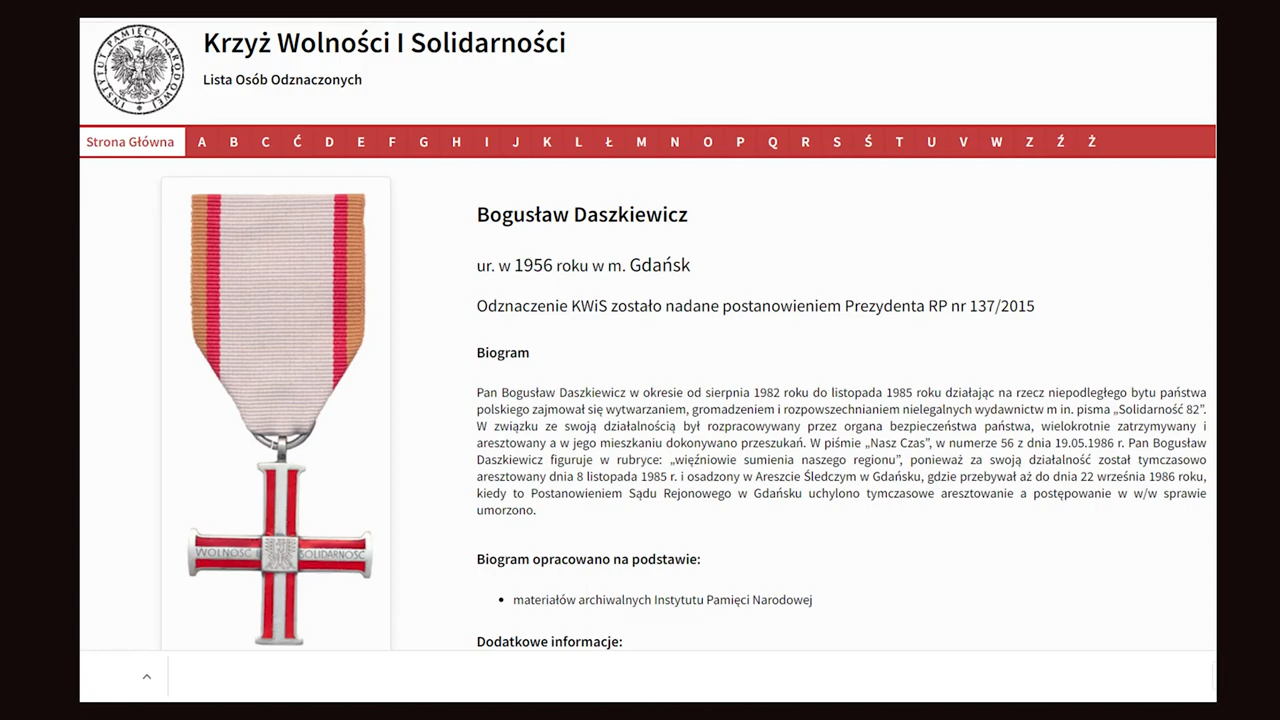 INSTYTUT PAMIĘCI NARODOWEJ
Krzyż Wolności I Solidarności
Lista Osób Odznaczonych
Strona Główna A B C Ć D E F G H I J K L Ł M N O P Q R S Ś T U V W Z Ź Ż
Bogusław Daszkiewicz
ur. w 1956 roku w m. Gdańsk
Odznaczenie KWiS zostało nadane postanowieniem Prezydenta RP nr 137/2015
Biogram
Pan Bogusław Daszkiewicz w okresie od sierpnia 1982 roku do listopada 1985 roku działając na rzecz niepodległego bytu państwa
polskiego zajmował się wytwarzaniem, gromadzeniem i rozpowszechnianiem nielegalnych wydawnictw m in. pisma „Solidarność 82”.
W związku ze swoją działalnością był rozpracowywany przez organa bezpieczeństwa państwa, wielokrotnie zatrzymywany i
aresztowany a w jego mieszkaniu dokonywano przeszukań. W piśmie „Nasz Czas”, w numerze 56 z dnia 19.05.1986 r. Pan Bogusław
Daszkiewicz figuruje w rubryce: „więźniowie sumienia naszego regionu”, ponieważ za swoją działalność został tymczasowo
aresztowany dnia 8 listopada 1985 r. i osadzony w Areszcie Śledczym w Gdańsku, gdzie przebywał aż do dnia 22 września 1986 roku,
kiedy to Postanowieniem Sądu Rejonowego w Gdańsku uchylono tymczasowe aresztowanie a postępowanie w w/w sprawie
umorzono.
WOLNOŚĆ I SOLIDARNOŚĆ
Biogram opracowano na podstawie:
• materiałów archiwalnych Instytutu Pamięci Narodowej
Dodatkowe informacje: